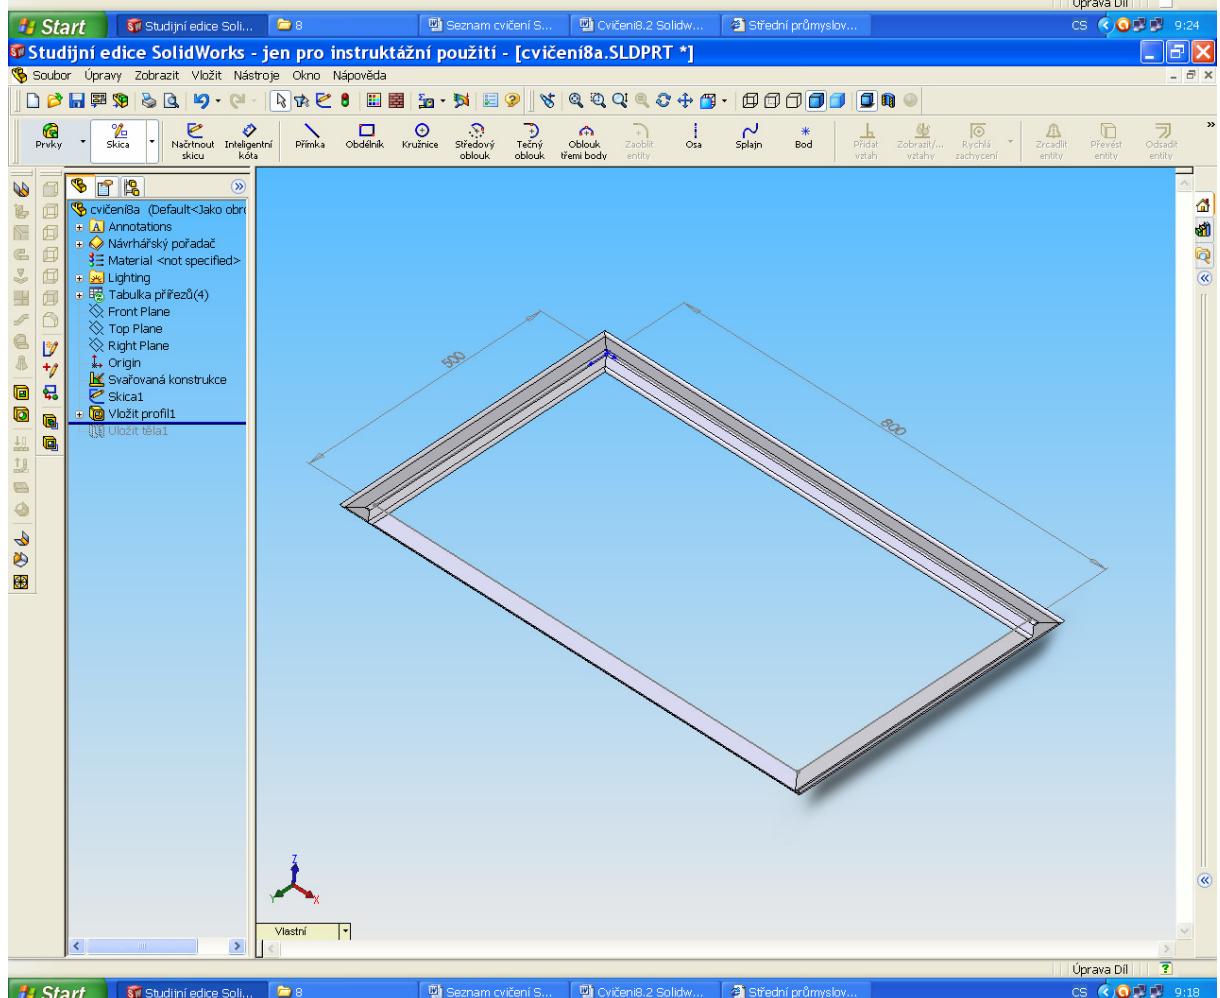 Úprava Díl
Start Studijní edice Soli... 8 Seznam cvičení S... Cvičení8.2 Solidw... Střední průmyslov... CS 9:24
Studijní edice SolidWorks - jen pro instruktážní použití - [cvičení8a.SLDPRT *]
Soubor Úpravy Zobrazit Vložit Nástroje Okno Nápověda
Prvky Skica Načrtnout skicu Inteligentní kóta Přímka Obdélník Kružnice Středový oblouk Tečný oblouk Oblouk třemi body Zaoblit entity Osa Splajn Bod Přidat vztah Zobrazit/... vztahy Rychlá zachycení Zrcadlit entity Převést entity Odsadit entity
cvičení8a (Default<Jako obr
Annotations
Návrhářský pořadač
Material <not specified>
Lighting
Tabulka přířezů(4)
Front Plane
Top Plane
Right Plane
Origin
Svařovaná konstrukce
Skica1
Vložit profil1
Uložit těla1
500
800
Z
Y
X
Vlastní
Úprava Díl
Start Studijní edice Soli... 8 Seznam cvičení S... Cvičení8.2 Solidw... Střední průmyslov... CS 9:18